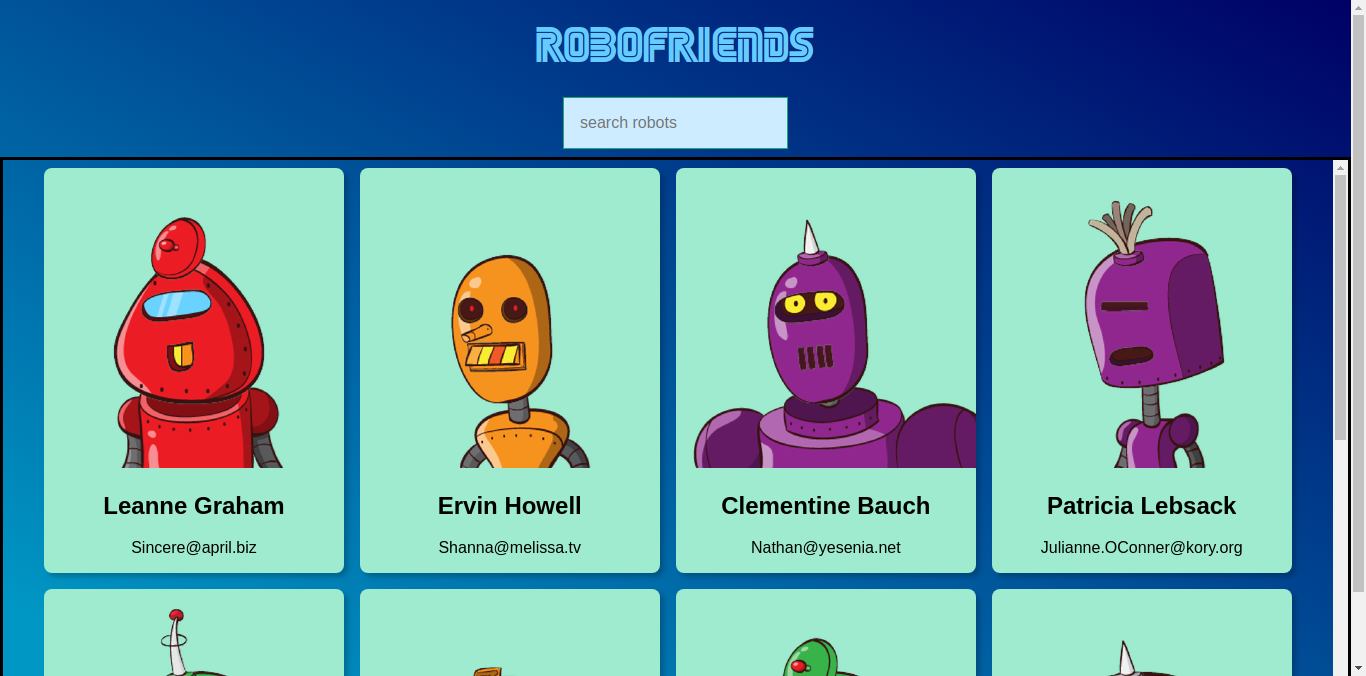 ROBOFRIENDS
search robots
Leanne Graham
Ervin Howell
Clementine Bauch
Patricia Lebsack
Sincere@april.biz
Shanna@melissa.tv
Nathan@yesenia.net
Julianne.OConner@kory.org